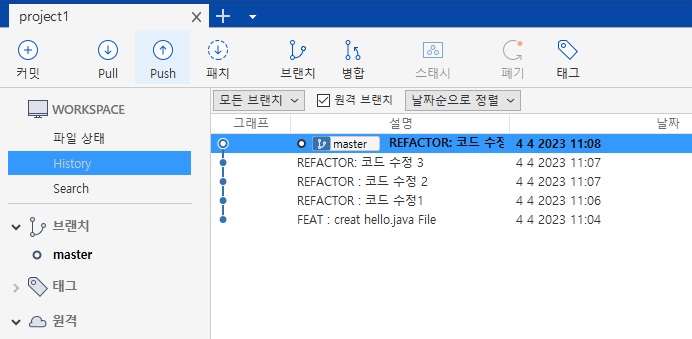 project1
커밋 Pull Push 패치 브랜치 병합 스태시 폐기 태그
WORKSPACE
파일 상태
History
Search
브랜치
master
태그
원격
모든 브랜치 원격 브랜치 날짜순으로 정렬
그래프 설명 날짜
master REFACTOR: 코드 수정 4 4 2023 11:08
REFACTOR: 코드 수정 3 4 4 2023 11:07
REFACTOR : 코드 수정 2 4 4 2023 11:07
REFACTOR : 코드 수정1 4 4 2023 11:06
FEAT : creat hello.java File 4 4 2023 11:04